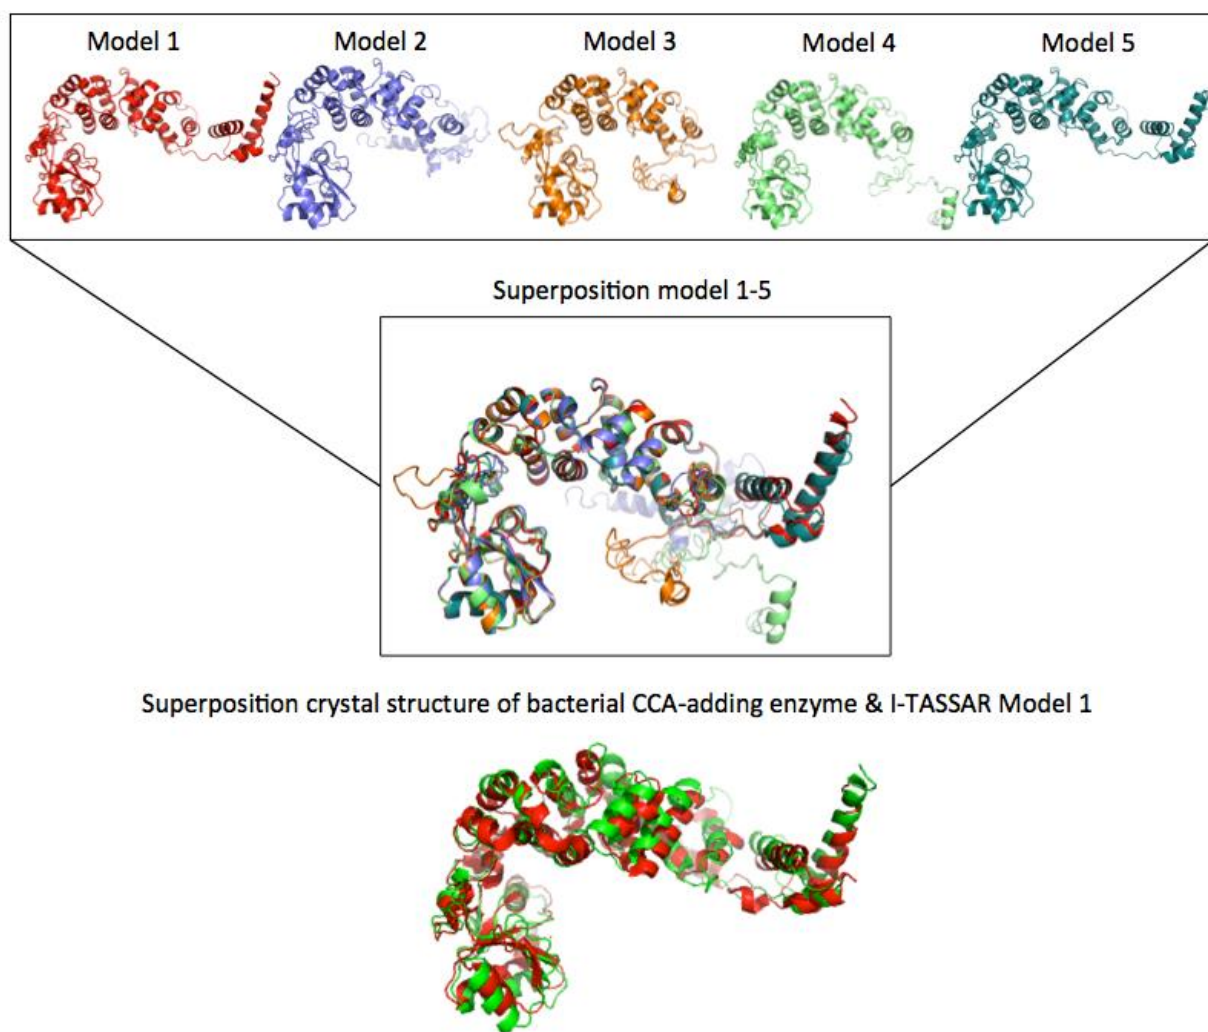 Model 1
Model 2
Model 3
Model 4
Model 5
Superposition model 1-5
Superposition crystal structure of bacterial CCA-adding enzyme & I-TASSAR Model 1